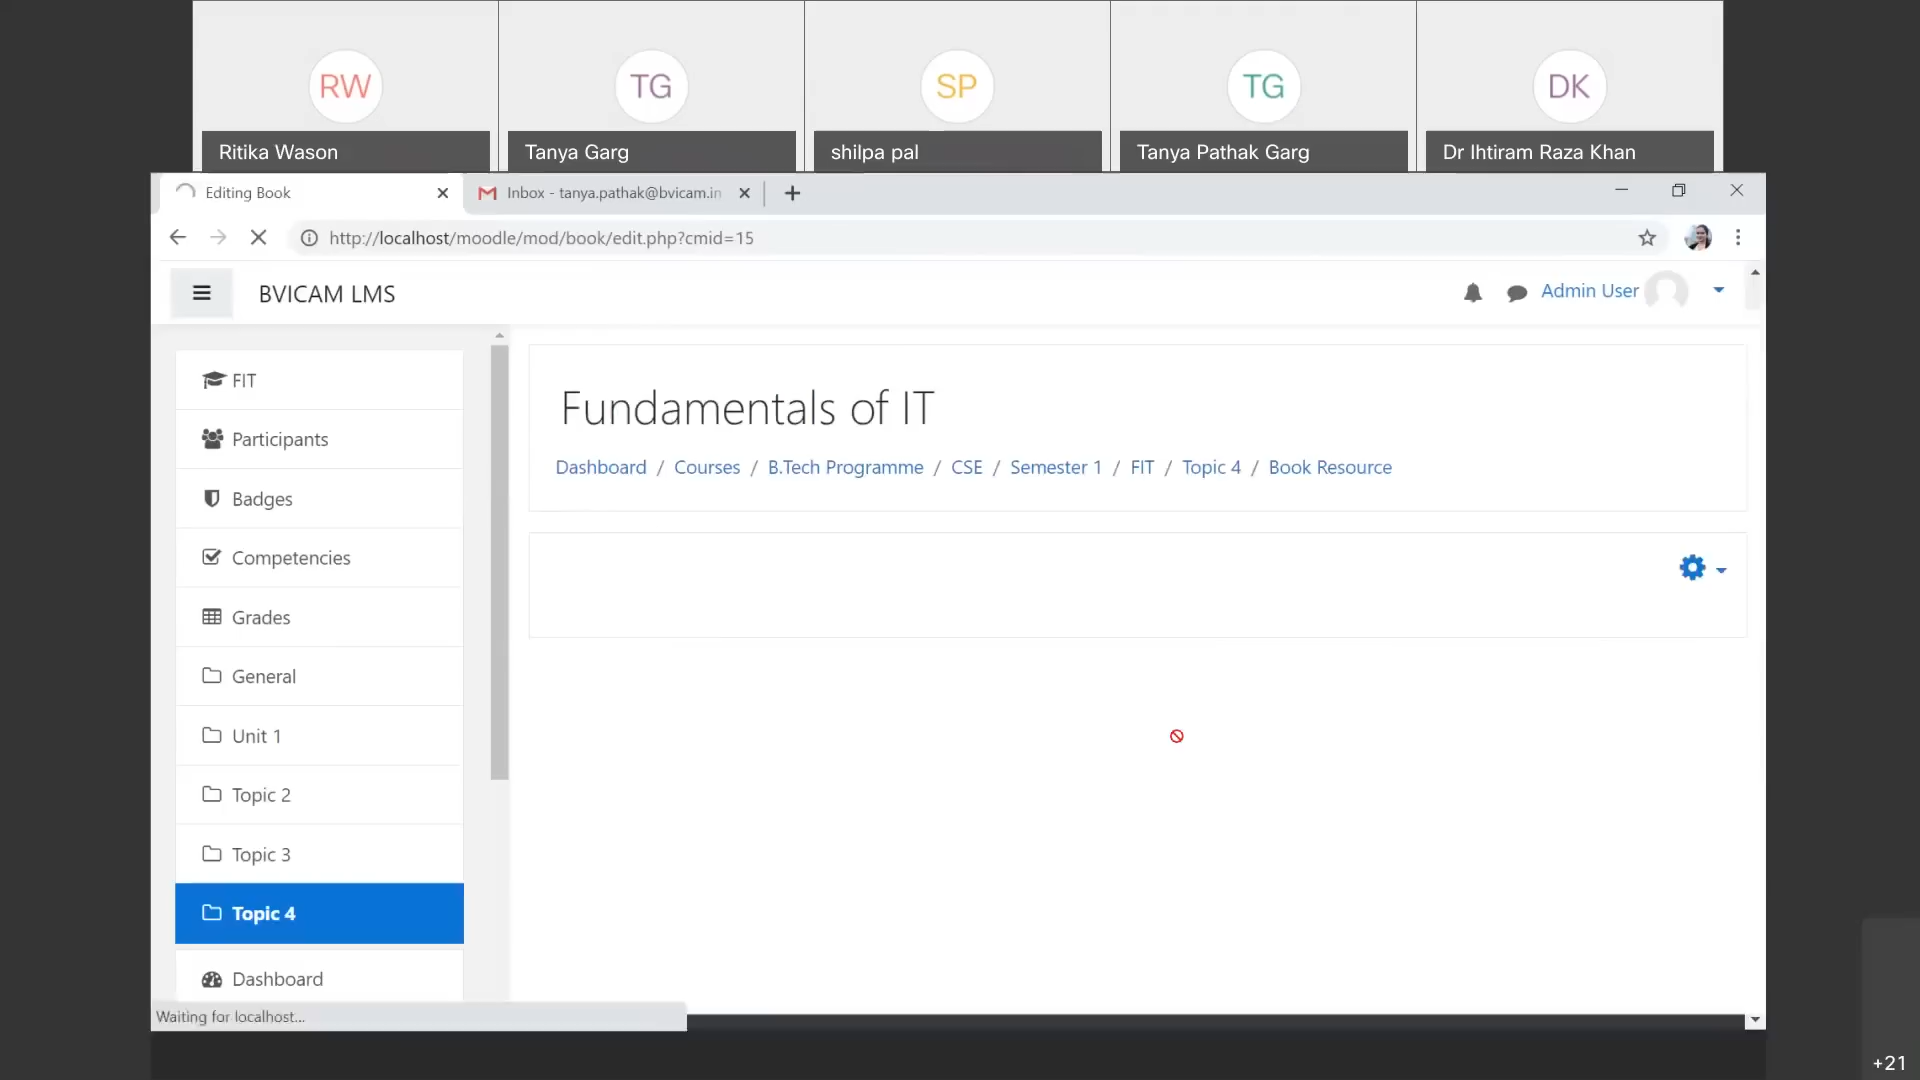 RW TG SP TG DK
Ritika Wason Tanya Garg shilpa pal Tanya Pathak Garg Dr Ihtiram Raza Khan
Editing Book Inbox - tanya.pathak@bvicam.in
http://localhost/moodle/mod/book/edit.php?cmid=15
BVICAM LMS Admin User
FIT
Participants
Badges
Competencies
Grades
General
Unit 1
Topic 2
Topic 3
Topic 4
Dashboard
Fundamentals of IT
Dashboard / Courses / B.Tech Programme / CSE / Semester 1 / FIT / Topic 4 / Book Resource
Waiting for localhost...
+21